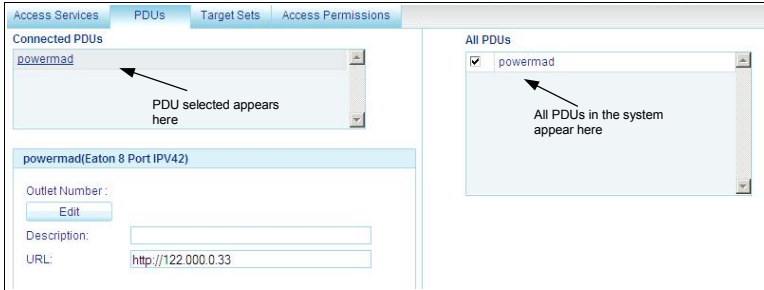 Access Services PDUs Target Sets Access Permissions
Connected PDUs
powermad
PDU selected appears
here
All PDUs
powermad
All PDUs in the system
appear here
powermad(Eaton 8 Port IPV42)
Outlet Number :
Edit
Description:
URL: http://122.000.0.33